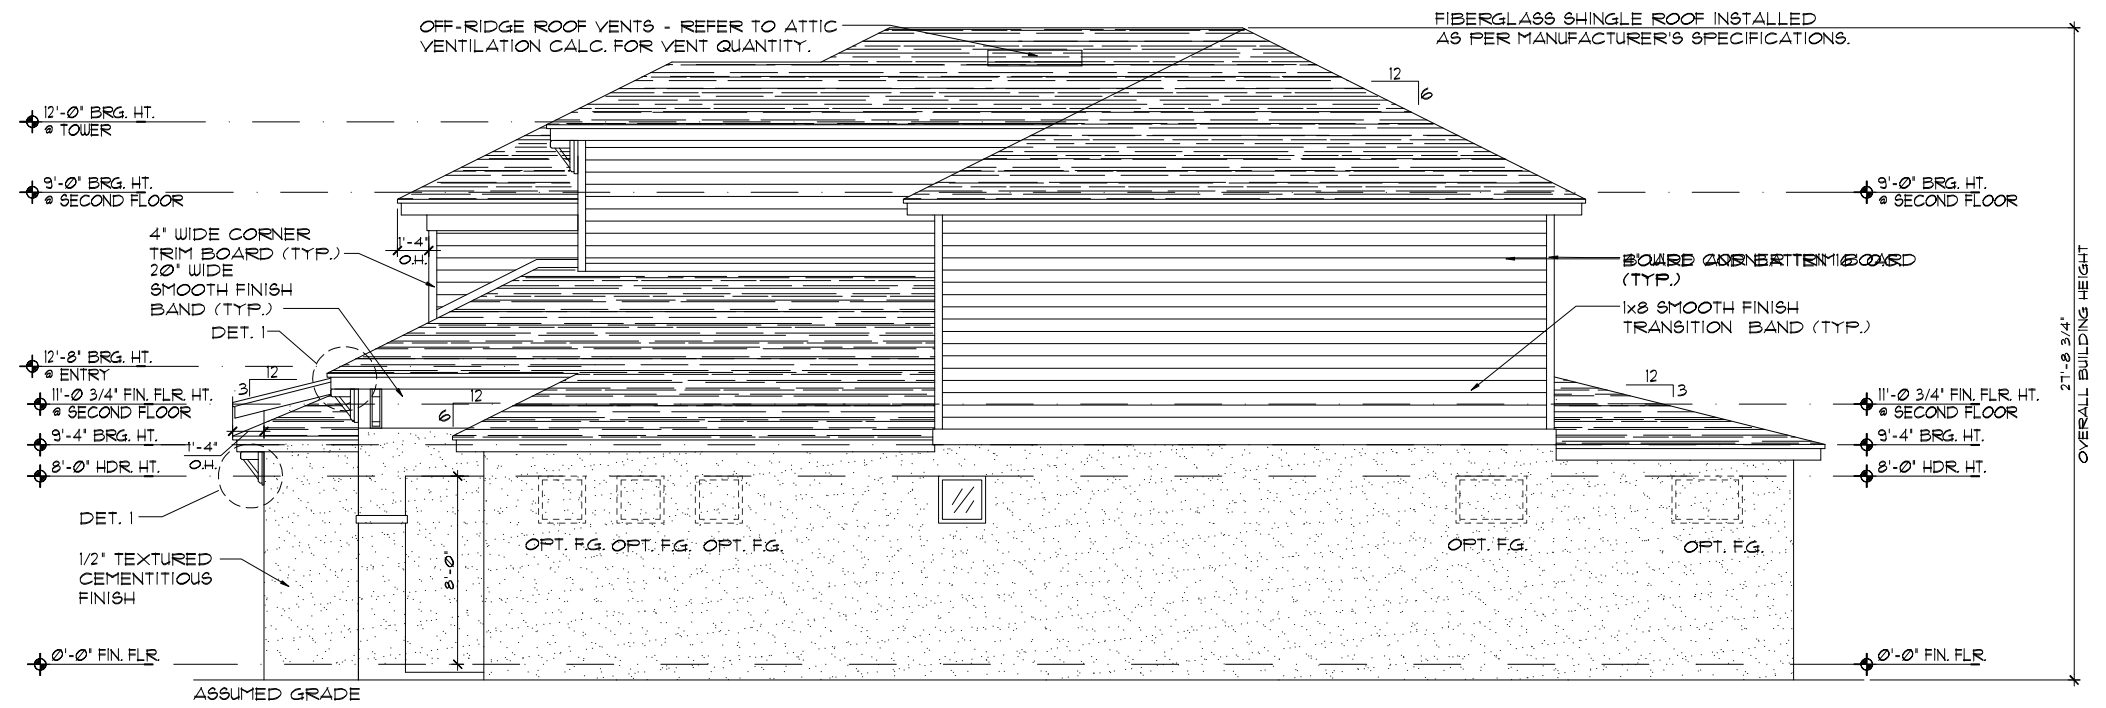 OFF-RIDGE ROOF VENTS - REFER TO ATTIC
VENTILATION CALC. FOR VENT QUANTITY.
FIBERGLASS SHINGLE ROOF INSTALLED
AS PER MANUFACTURER'S SPECIFICATIONS.
12
6
12'-0" BRG. HT.
@ TOWER
9'-0" BRG. HT.
@ SECOND FLOOR
9'-0" BRG. HT.
@ SECOND FLOOR
4" WIDE CORNER
TRIM BOARD (TYP.)
20" WIDE
SMOOTH FINISH
BAND (TYP.)
1'-4"
O.H.
DET. 1
(TYP.)
1x8 SMOOTH FINISH
TRANSITION BAND (TYP.)
27'-8 3/4"
OVERALL BUILDING HEIGHT
12'-8" BRG. HT.
@ ENTRY
12
3
12
6
12
3
11'-0 3/4" FIN. FLR. HT.
@ SECOND FLOOR
11'-0 3/4" FIN. FLR. HT.
@ SECOND FLOOR
9'-4" BRG. HT.
1'-4"
O.H.
9'-4" BRG. HT.
8'-0" HDR. HT.
8'-0" HDR. HT.
DET. 1
OPT. F.G.
OPT. F.G.
OPT. F.G.
OPT. F.G.
OPT. F.G.
8'-0"
1/2" TEXTURED
CEMENTITIOUS
FINISH
0'-0" FIN. FLR.
0'-0" FIN. FLR.
ASSUMED GRADE